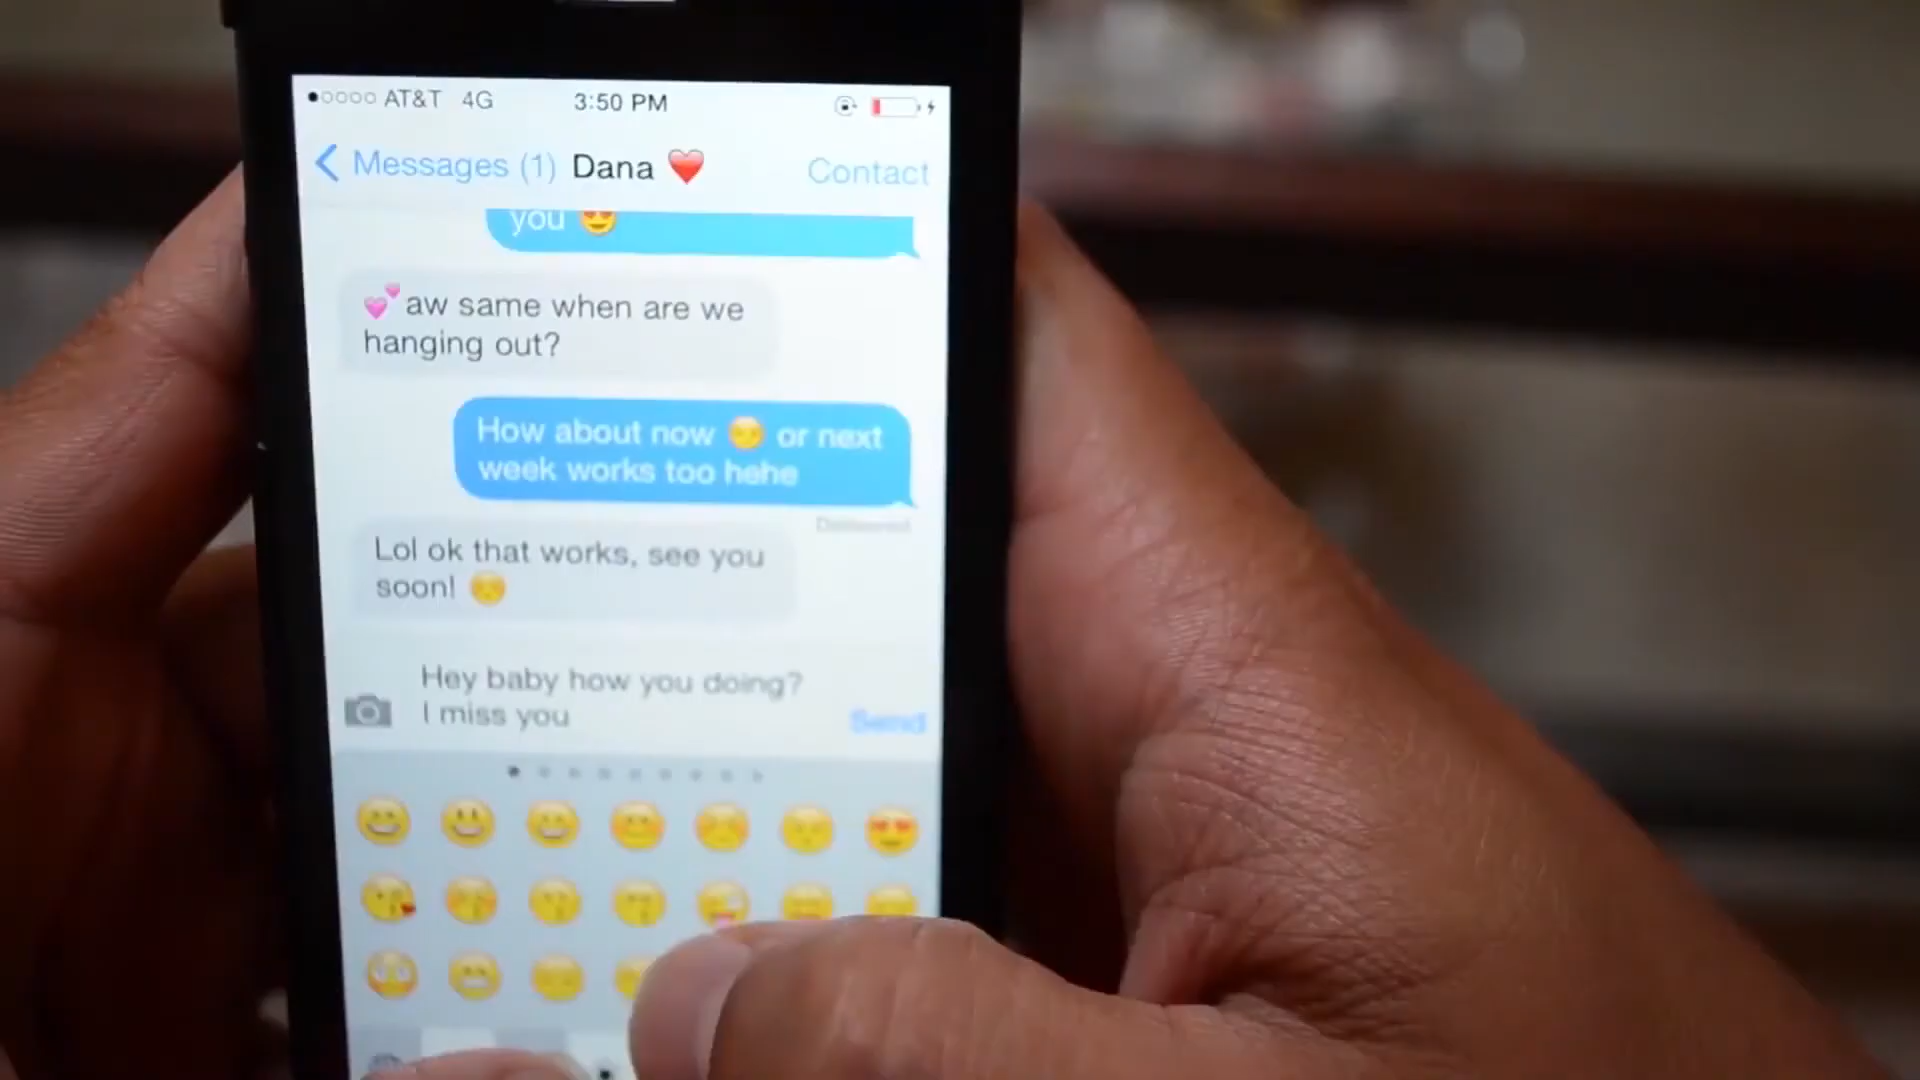 AT&T 4G 3:50 PM
Messages (1) Dana ❤️ Contact
you 😍
💕 aw same when are we
hanging out?
How about now 😏 or next
week works too hehe
Delivered
Lol ok that works, see you
soon! ☺️
Hey baby how you doing?
I miss you
Send